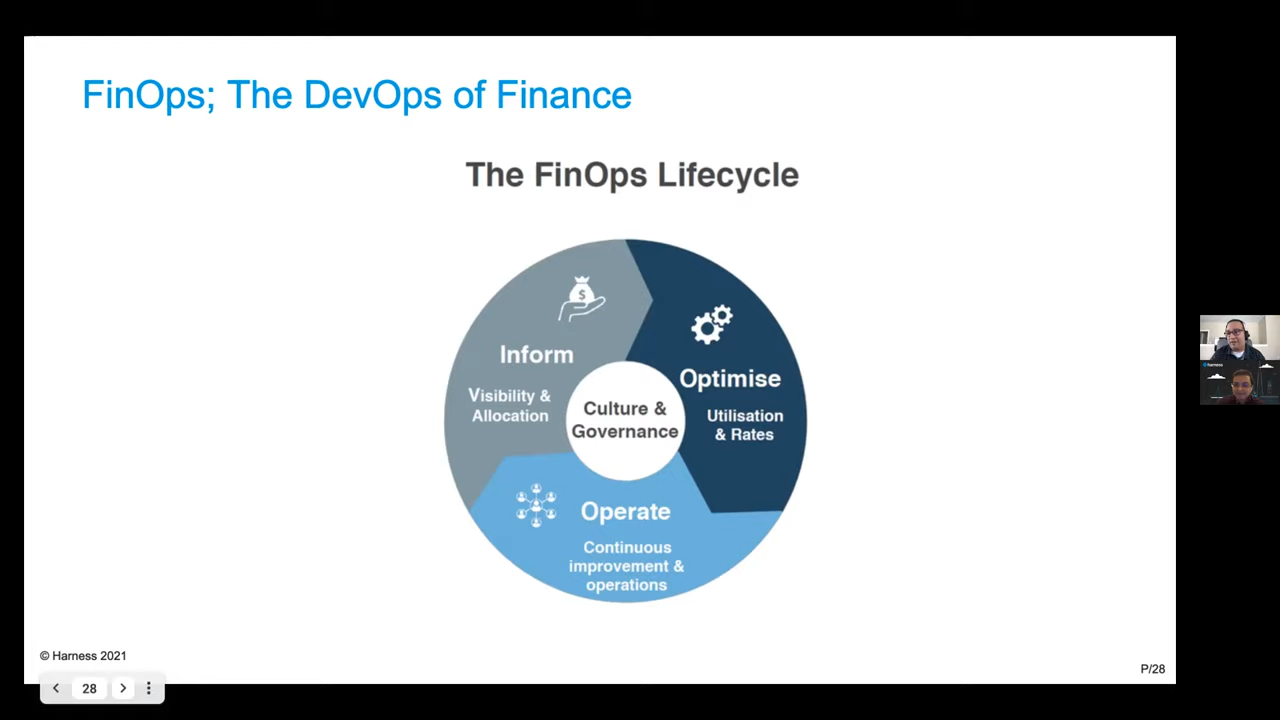 FinOps; The DevOps of Finance
The FinOps Lifecycle
$
Inform
Visibility &
Allocation
Optimise
Utilisation
& Rates
Culture &
Governance
Operate
Continuous
improvement &
operations
© Harness 2021
P/28
28
harness